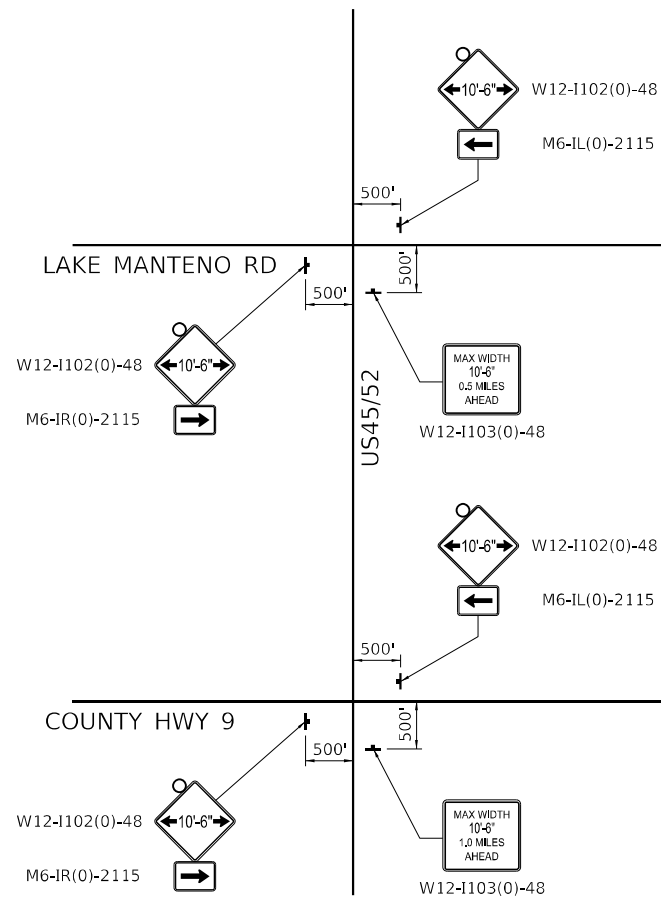 10'-6"
W12-I102(0)-48
M6-IL(0)-2115
500'
LAKE MANTENO RD
500'
500'
10'-6"
W12-I102(0)-48
M6-IR(0)-2115
MAX WIDTH
10'-6"
0.5 MILES
AHEAD
W12-I103(0)-48
US45/52
10'-6"
W12-I102(0)-48
M6-IL(0)-2115
500'
COUNTY HWY 9
500'
500'
10'-6"
W12-I102(0)-48
M6-IR(0)-2115
MAX WIDTH
10'-6"
1.0 MILES
AHEAD
W12-I103(0)-48